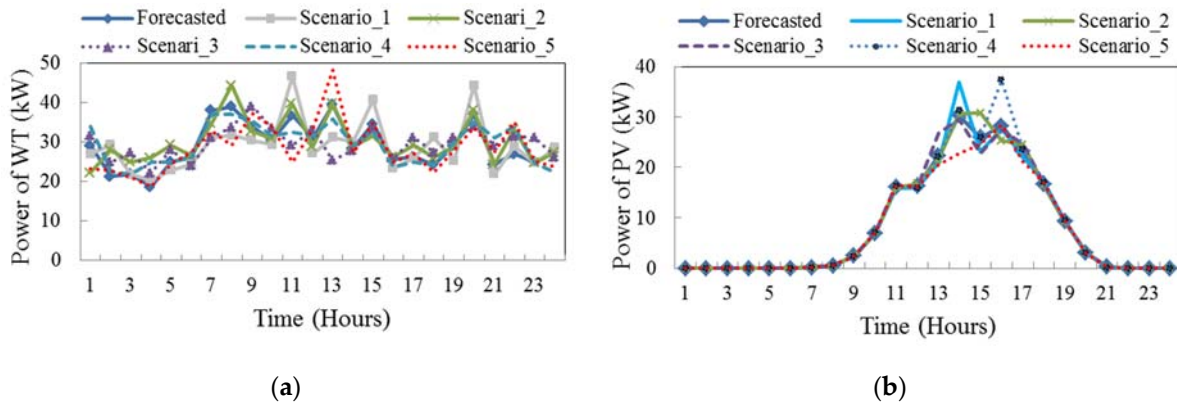 Forecasted Scenario_1 Scenari_2
Scenari_3 Scenario_4 Scenario_5
50
40
30
20
10
0
Power of WT (kW)
1 3 5 7 9 11 13 15 17 19 21 23
Time (Hours)
(a)
Forecasted Scenario_1 Scenario_2
Scenario_3 Scenario_4 Scenario_5
40
30
20
10
0
Power of PV (kW)
1 3 5 7 9 11 13 15 17 19 21 23
Time (Hours)
(b)